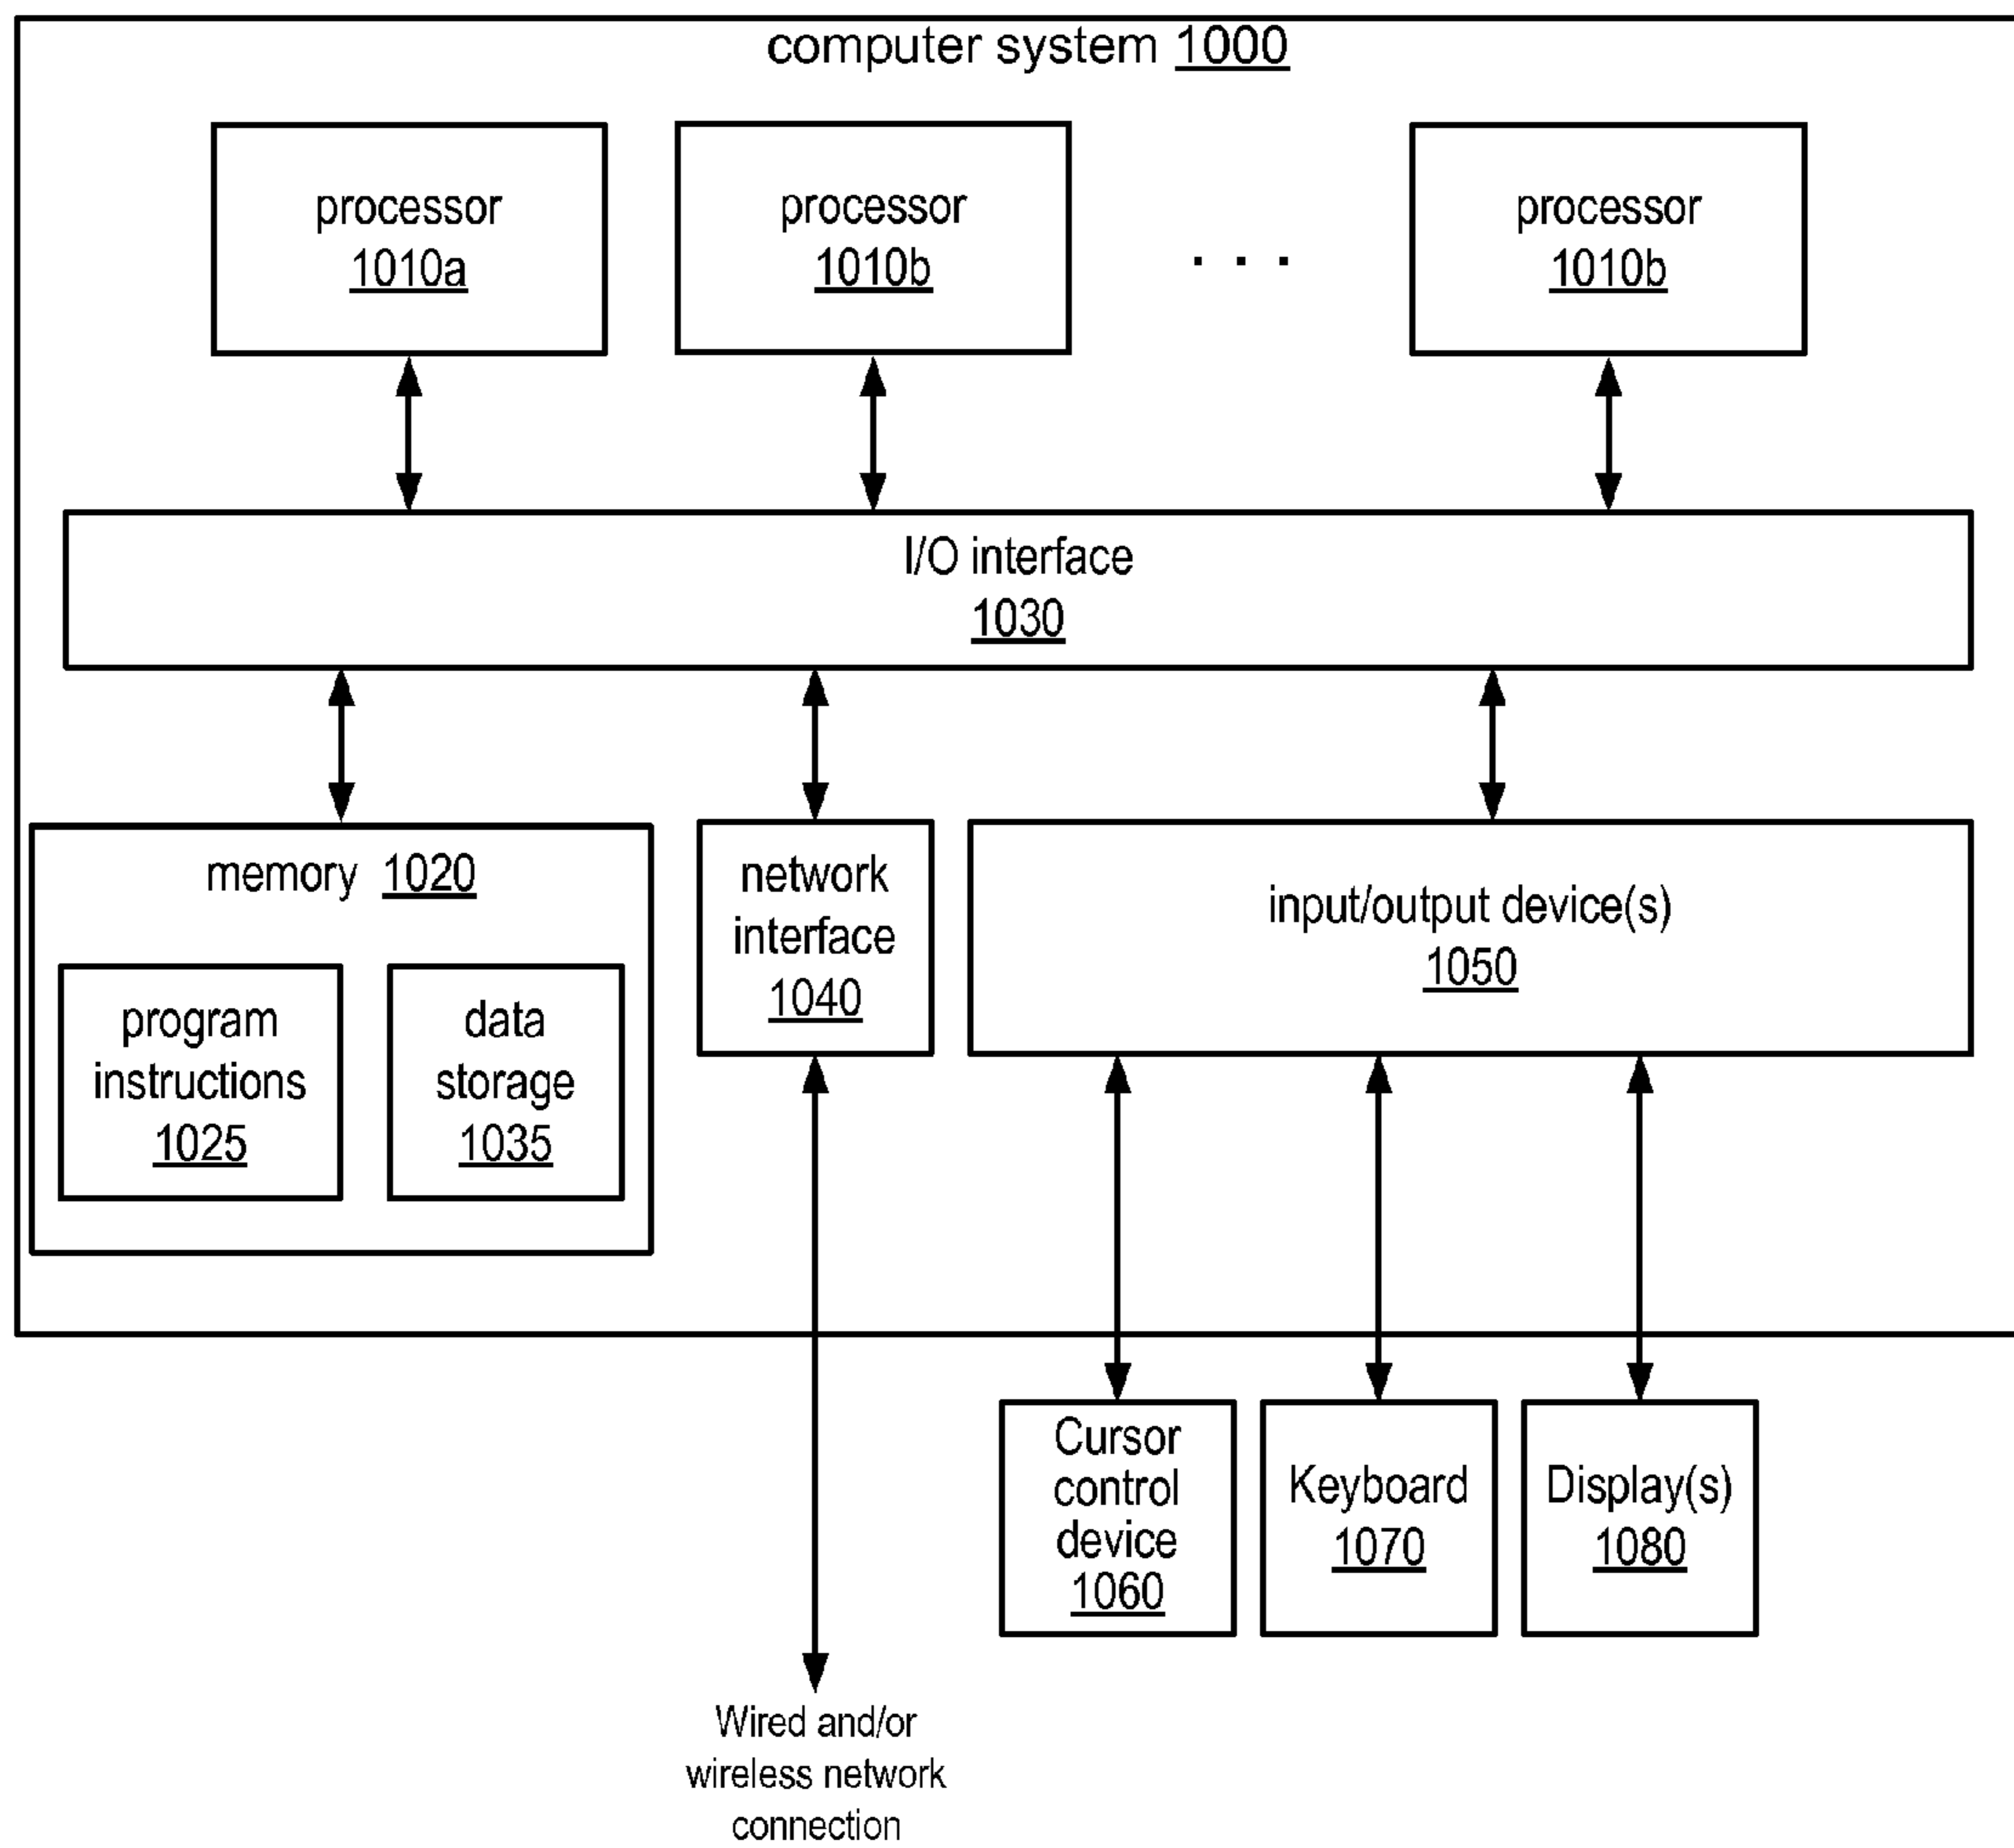 computer system 1000
processor
1010a
processor
1010b
. . .
processor
1010b
I/O interface
1030
memory 1020
program
instructions
1025
data
storage
1035
network
interface
1040
input/output device(s)
1050
Cursor
control
device
1060
Keyboard
1070
Display(s)
1080
Wired and/or
wireless network
connection